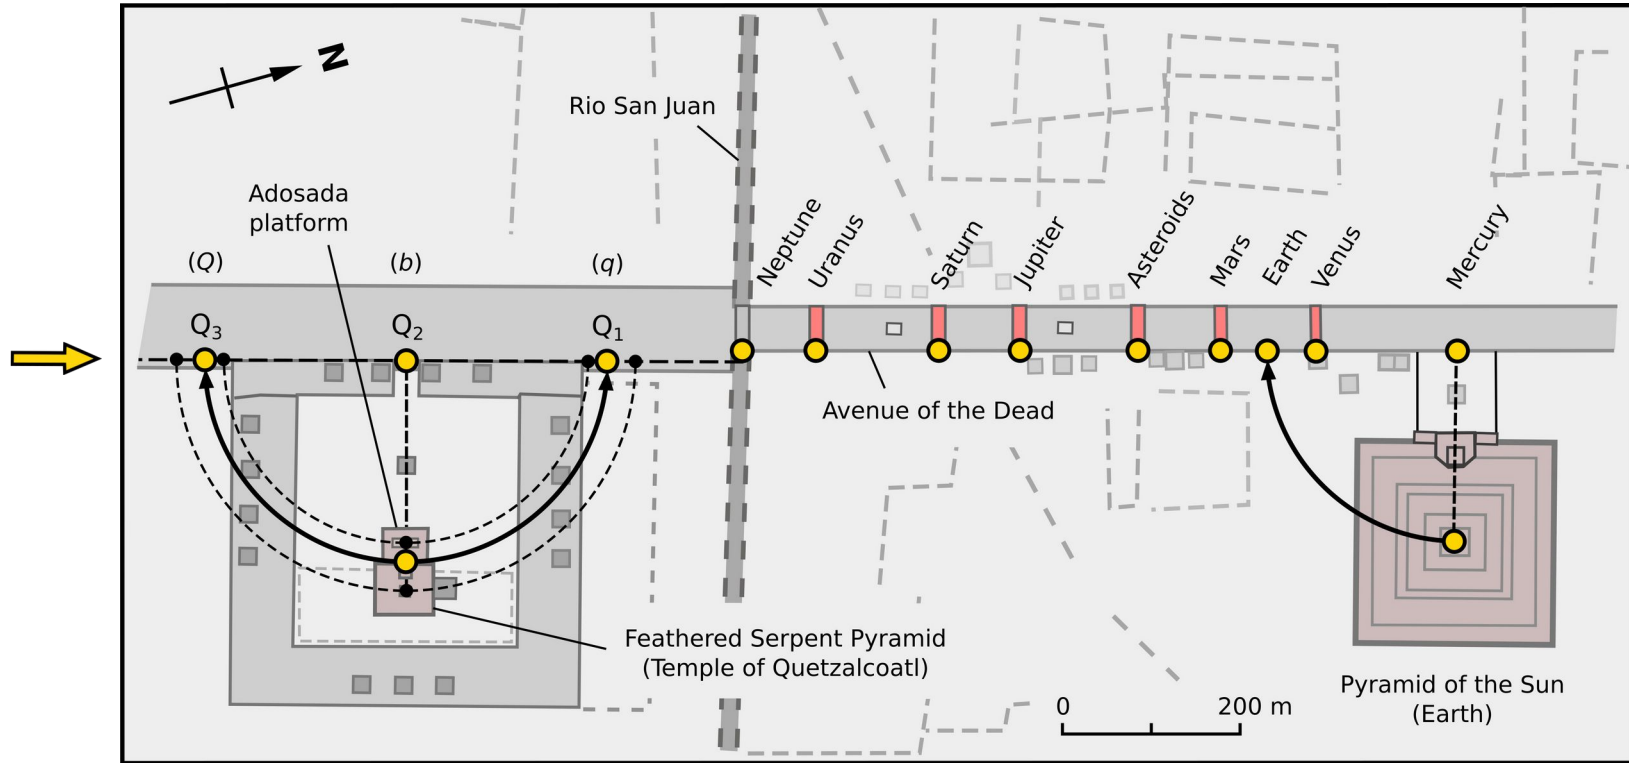 N
Rio San Juan
Adosada
platform
(Q)
(b)
(q)
Neptune
Uranus
Saturn
Jupiter
Asteroids
Mars
Earth
Venus
Mercury
Q3
Q2
Q1
Avenue of the Dead
Feathered Serpent Pyramid
(Temple of Quetzalcoatl)
0
200 m
Pyramid of the Sun
(Earth)